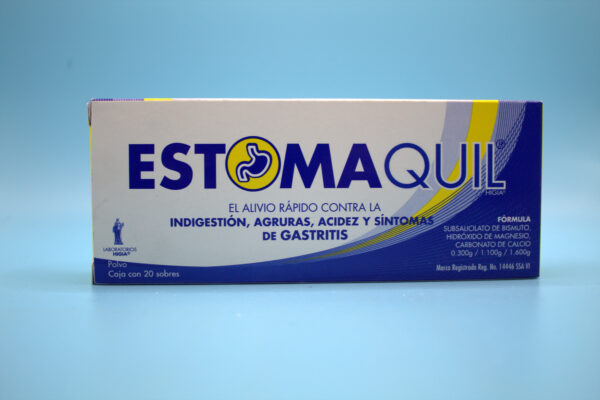 ESTOMAQUIL®
HIGIA®
EL ALIVIO RÁPIDO CONTRA LA
INDIGESTIÓN, AGRURAS, ACIDEZ Y SÍNTOMAS
DE GASTRITIS
LABORATORIOS
HIGIA®
Polvo
Caja con 20 sobres
FÓRMULA
SUBSALICILATO DE BISMUTO,
HIDRÓXIDO DE MAGNESIO,
CARBONATO DE CALCIO
0.300g / 1.100g / 1.600g
Marca Registrada Reg. No. 14446 SSA VI